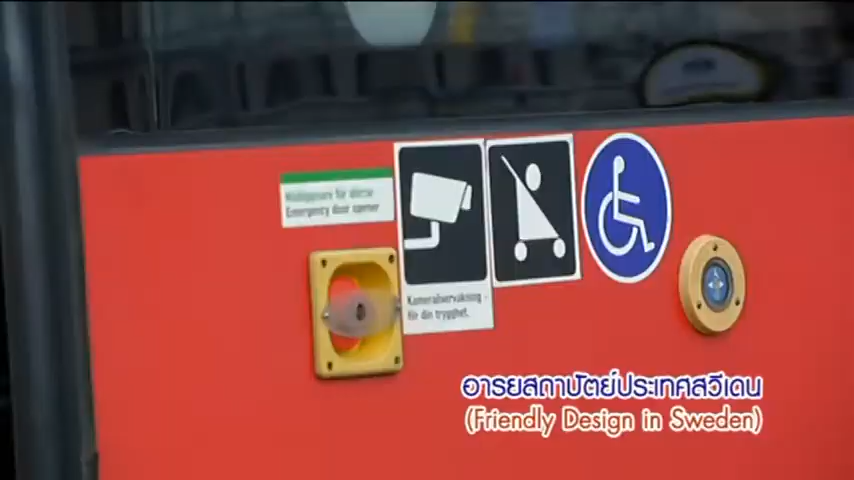 Nödöppnare för dörrar
Emergency door opener
Kameraövervakning -
för din trygghet.
อารยสถาปัตย์ประเทศสวีเดน
(Friendly Design in Sweden)